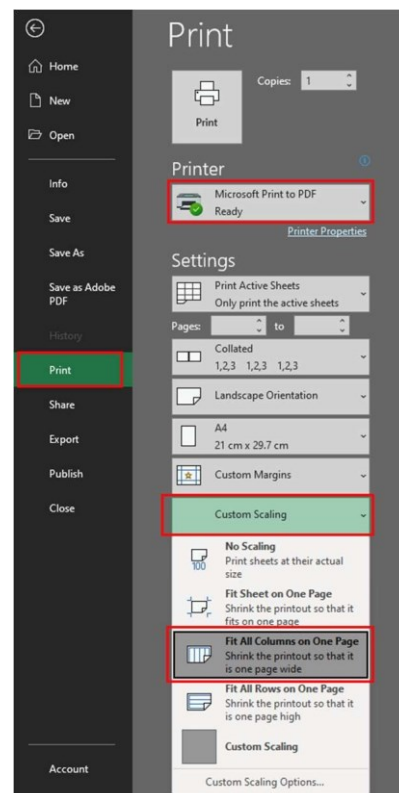 Print
Home
New
Open
Info
Save
Save As
Save as Adobe
PDF
History
Print
Share
Export
Publish
Close
Account
Print
Copies: 1
Printer
Microsoft Print to PDF
Ready
Printer Properties
Settings
Print Active Sheets
Only print the active sheets
Pages: to
Collated
1,2,3 1,2,3 1,2,3
Landscape Orientation
A4
21 cm x 29.7 cm
Custom Margins
Custom Scaling
No Scaling
100
Print sheets at their actual
size
Fit Sheet on One Page
Shrink the printout so that it
fits on one page
Fit All Columns on One Page
Shrink the printout so that it
is one page wide
Fit All Rows on One Page
Shrink the printout so that it
is one page high
Custom Scaling
Custom Scaling Options...